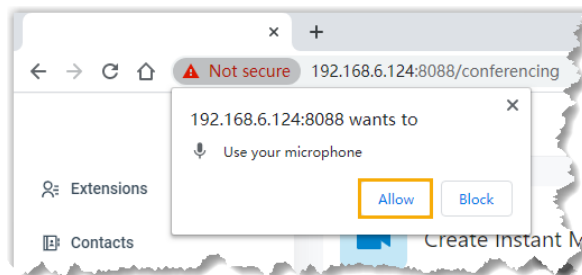 Not secure 192.168.6.124:8088/conferencing
192.168.6.124:8088 wants to
Use your microphone
Allow Block
Extensions
Contacts
Create Instant M